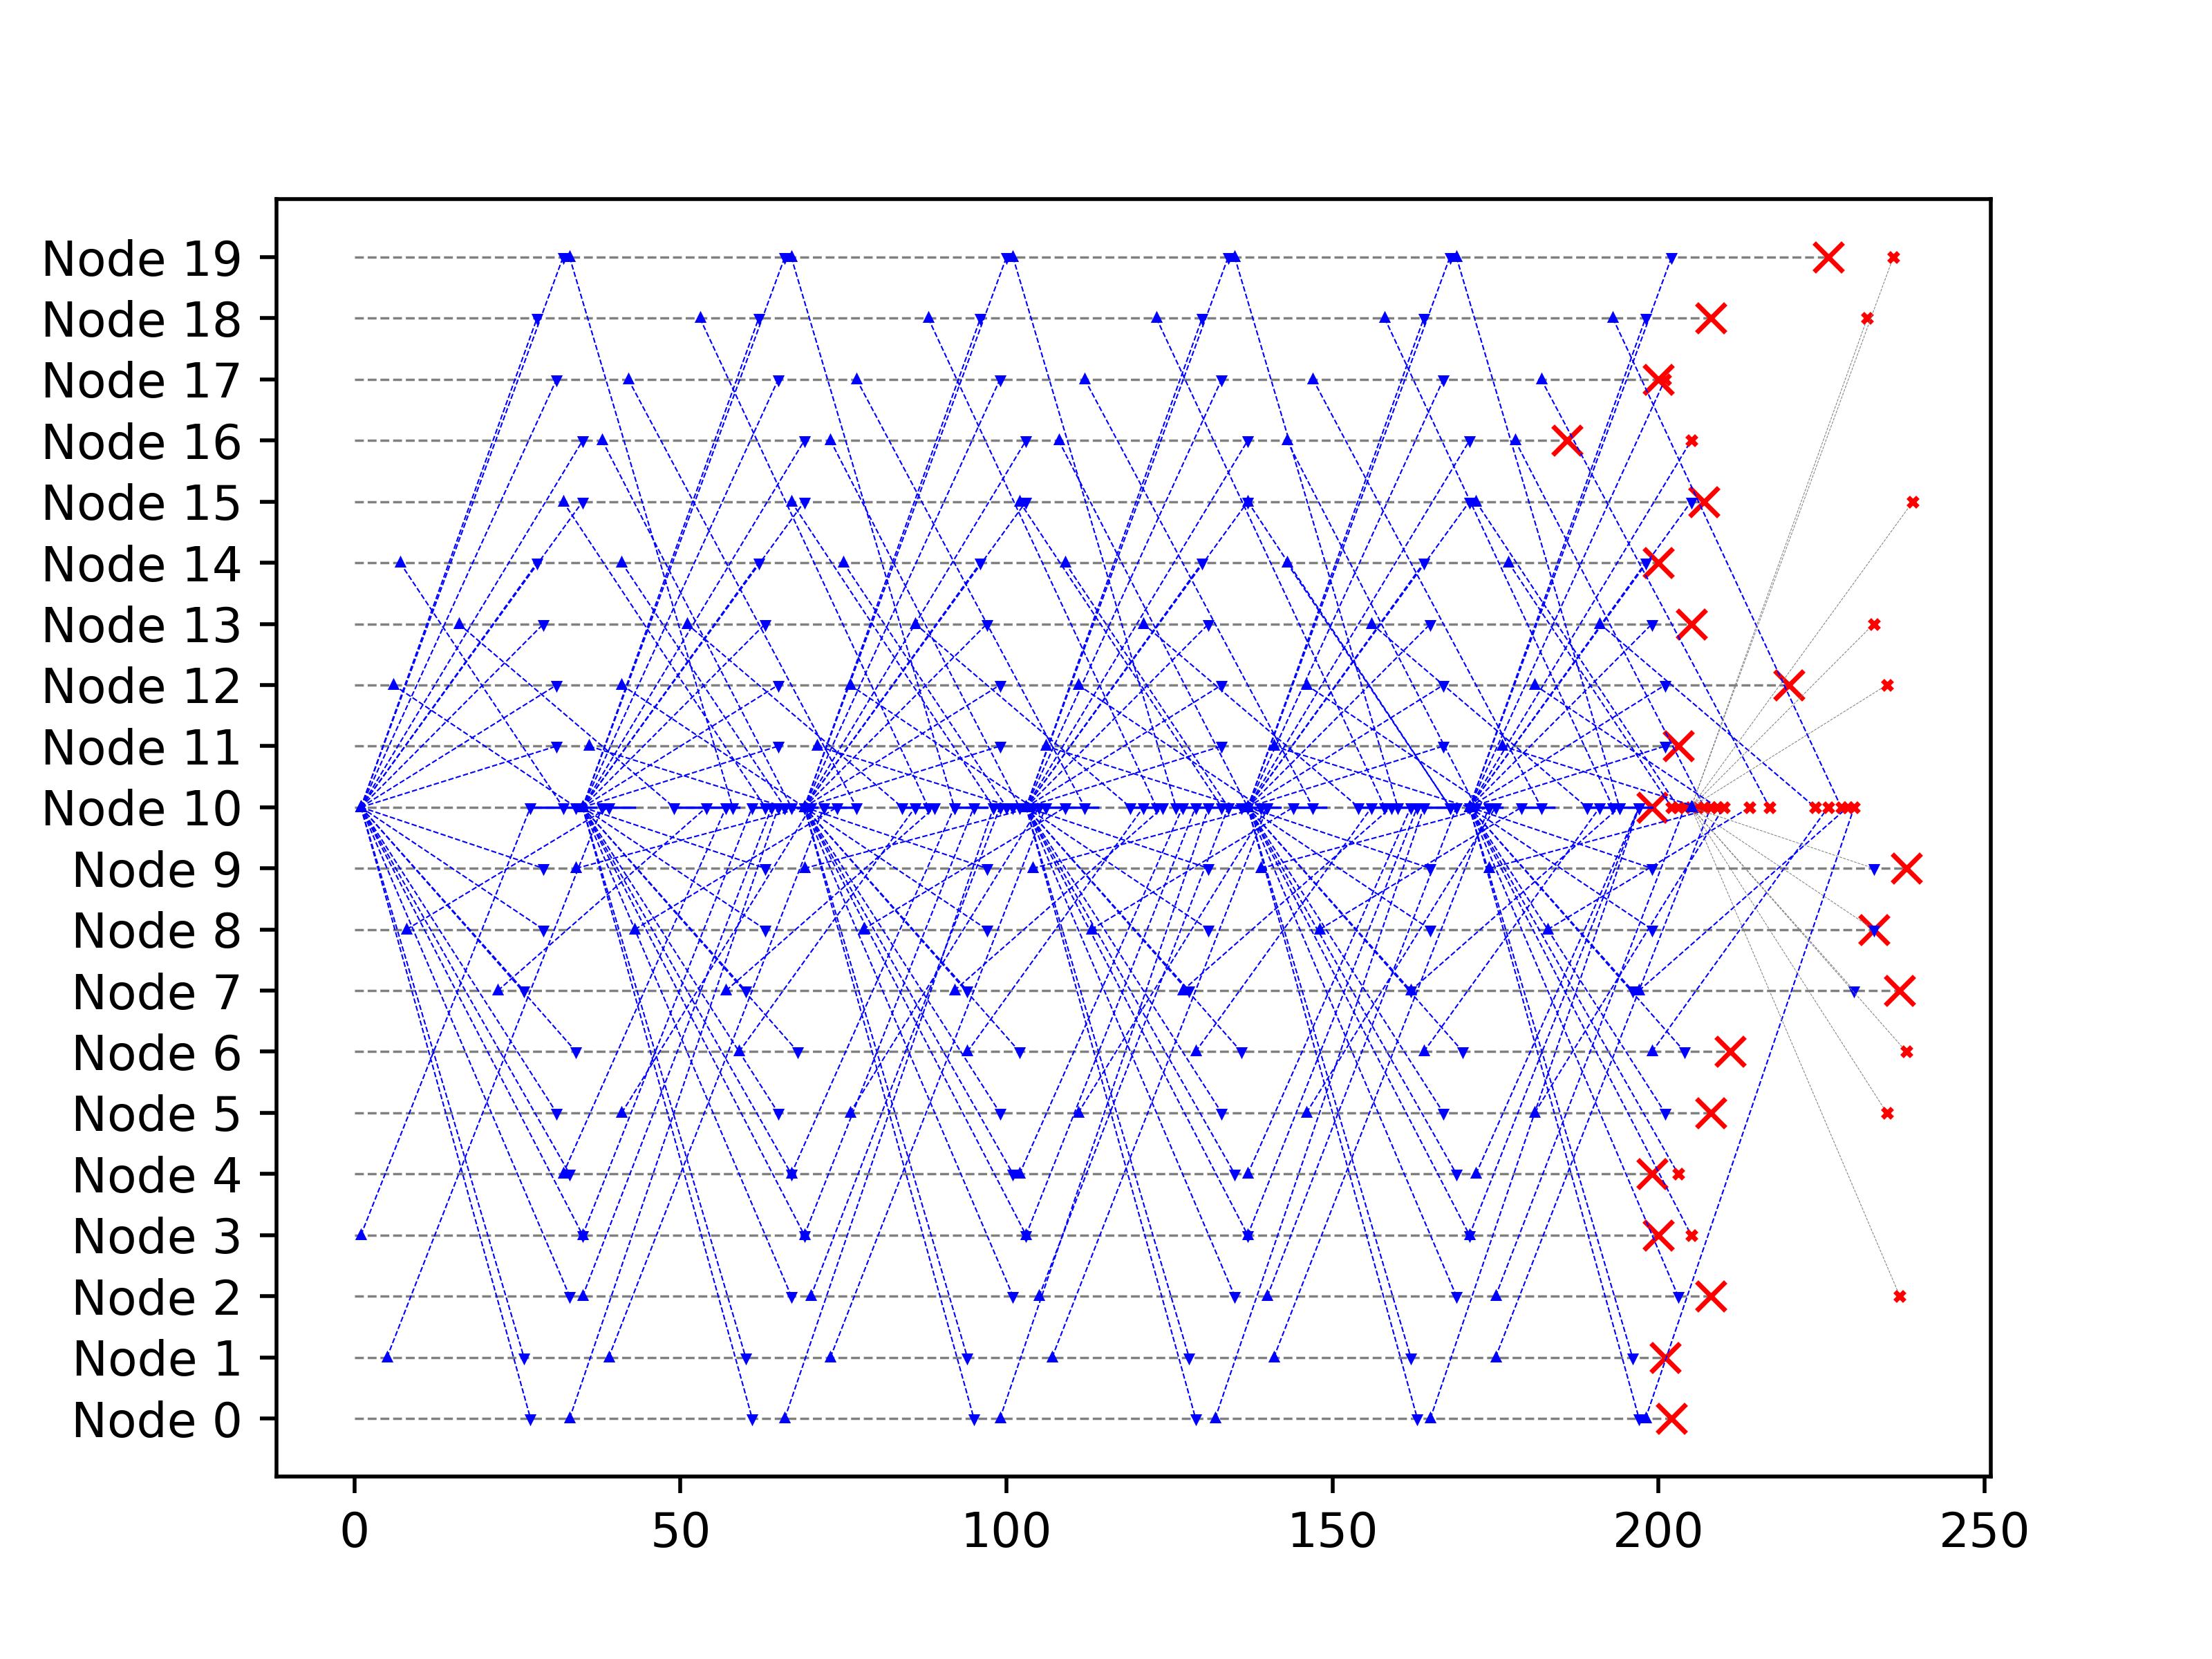 Node 19
Node 18
Node 17
Node 16
Node 15
Node 14
Node 13
Node 12
Node 11
Node 10
Node 9
Node 8
Node 7
Node 6
Node 5
Node 4
Node 3
Node 2
Node 1
Node 0
0 50 100 150 200 250